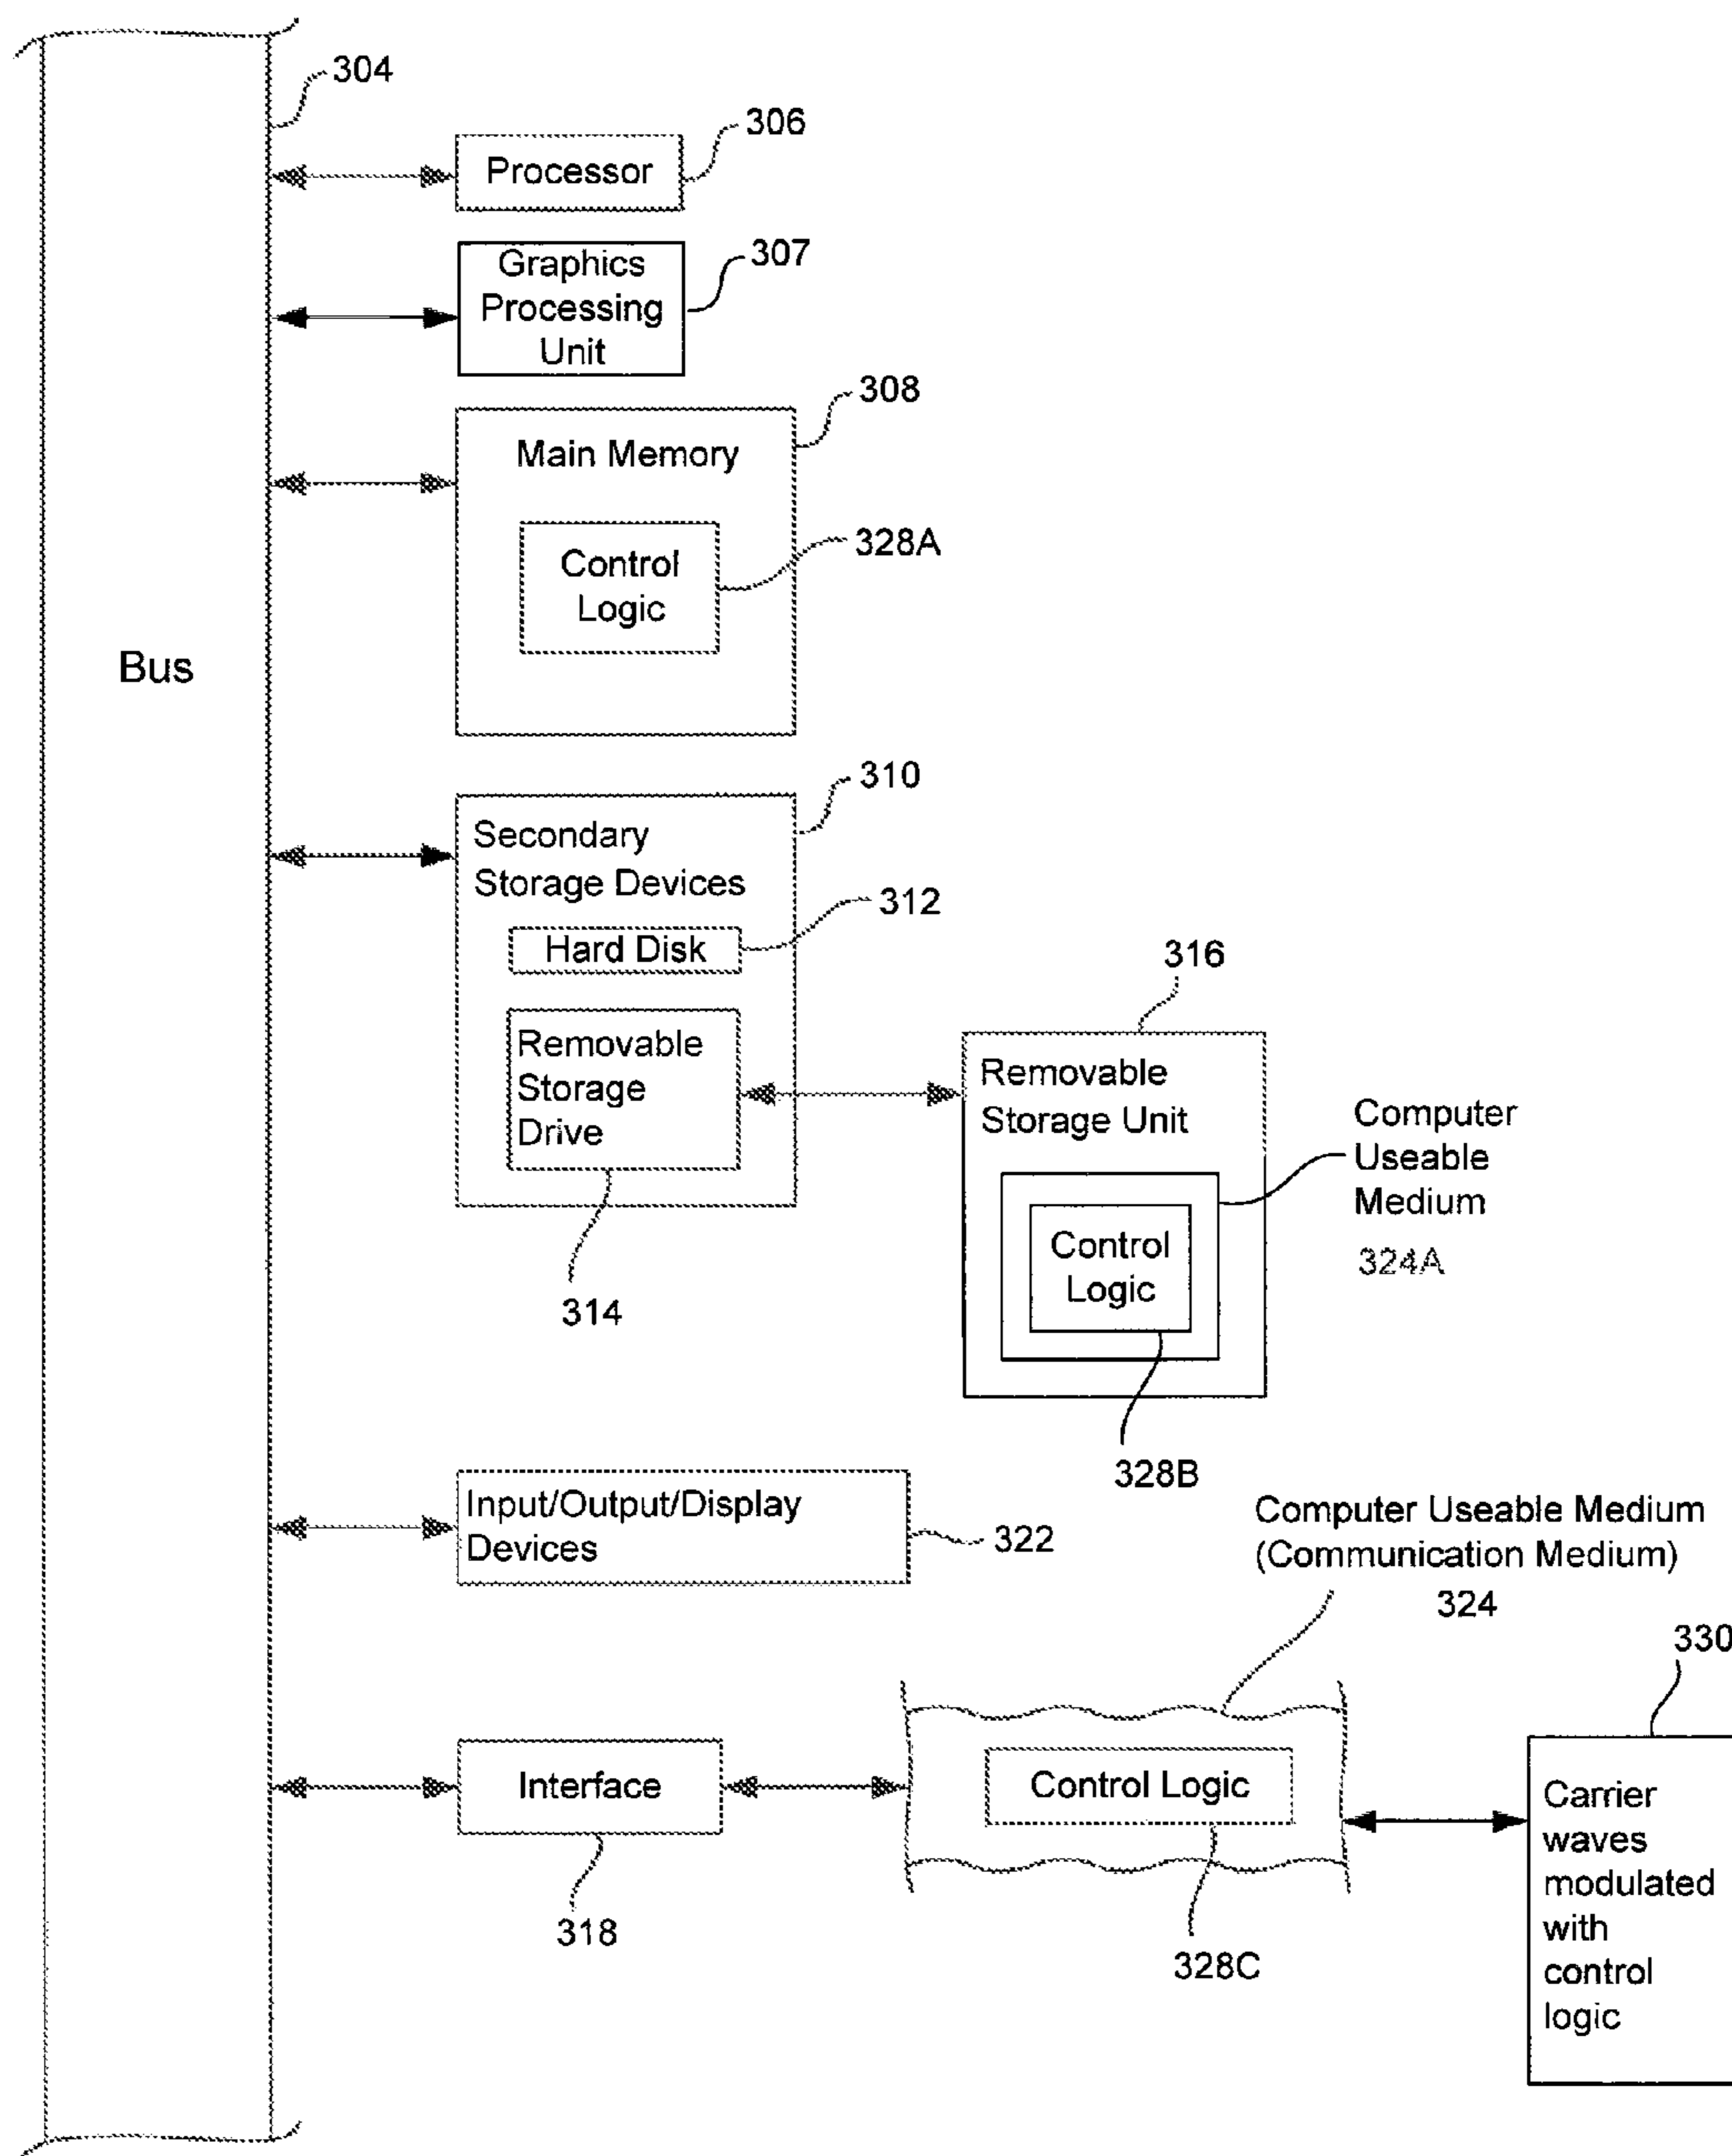 304
306
Processor
307
Graphics
Processing
Unit
308
Main Memory
328A
Control
Logic
Bus
310
Secondary
Storage Devices
312
Hard Disk
316
Removable
Storage
Drive
Removable
Storage Unit
Computer
Useable
Medium
324A
Control
Logic
314
328B
Input/Output/Display
Devices
322
Computer Useable Medium
(Communication Medium)
324
330
Interface
Control Logic
Carrier
waves
modulated
with
control
logic
318
328C